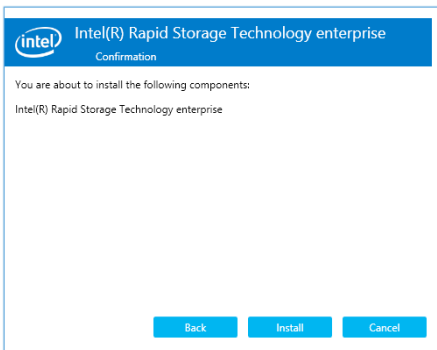 intel
Intel(R) Rapid Storage Technology enterprise
Confirmation
You are about to install the following components:
Intel(R) Rapid Storage Technology enterprise
Back
Install
Cancel